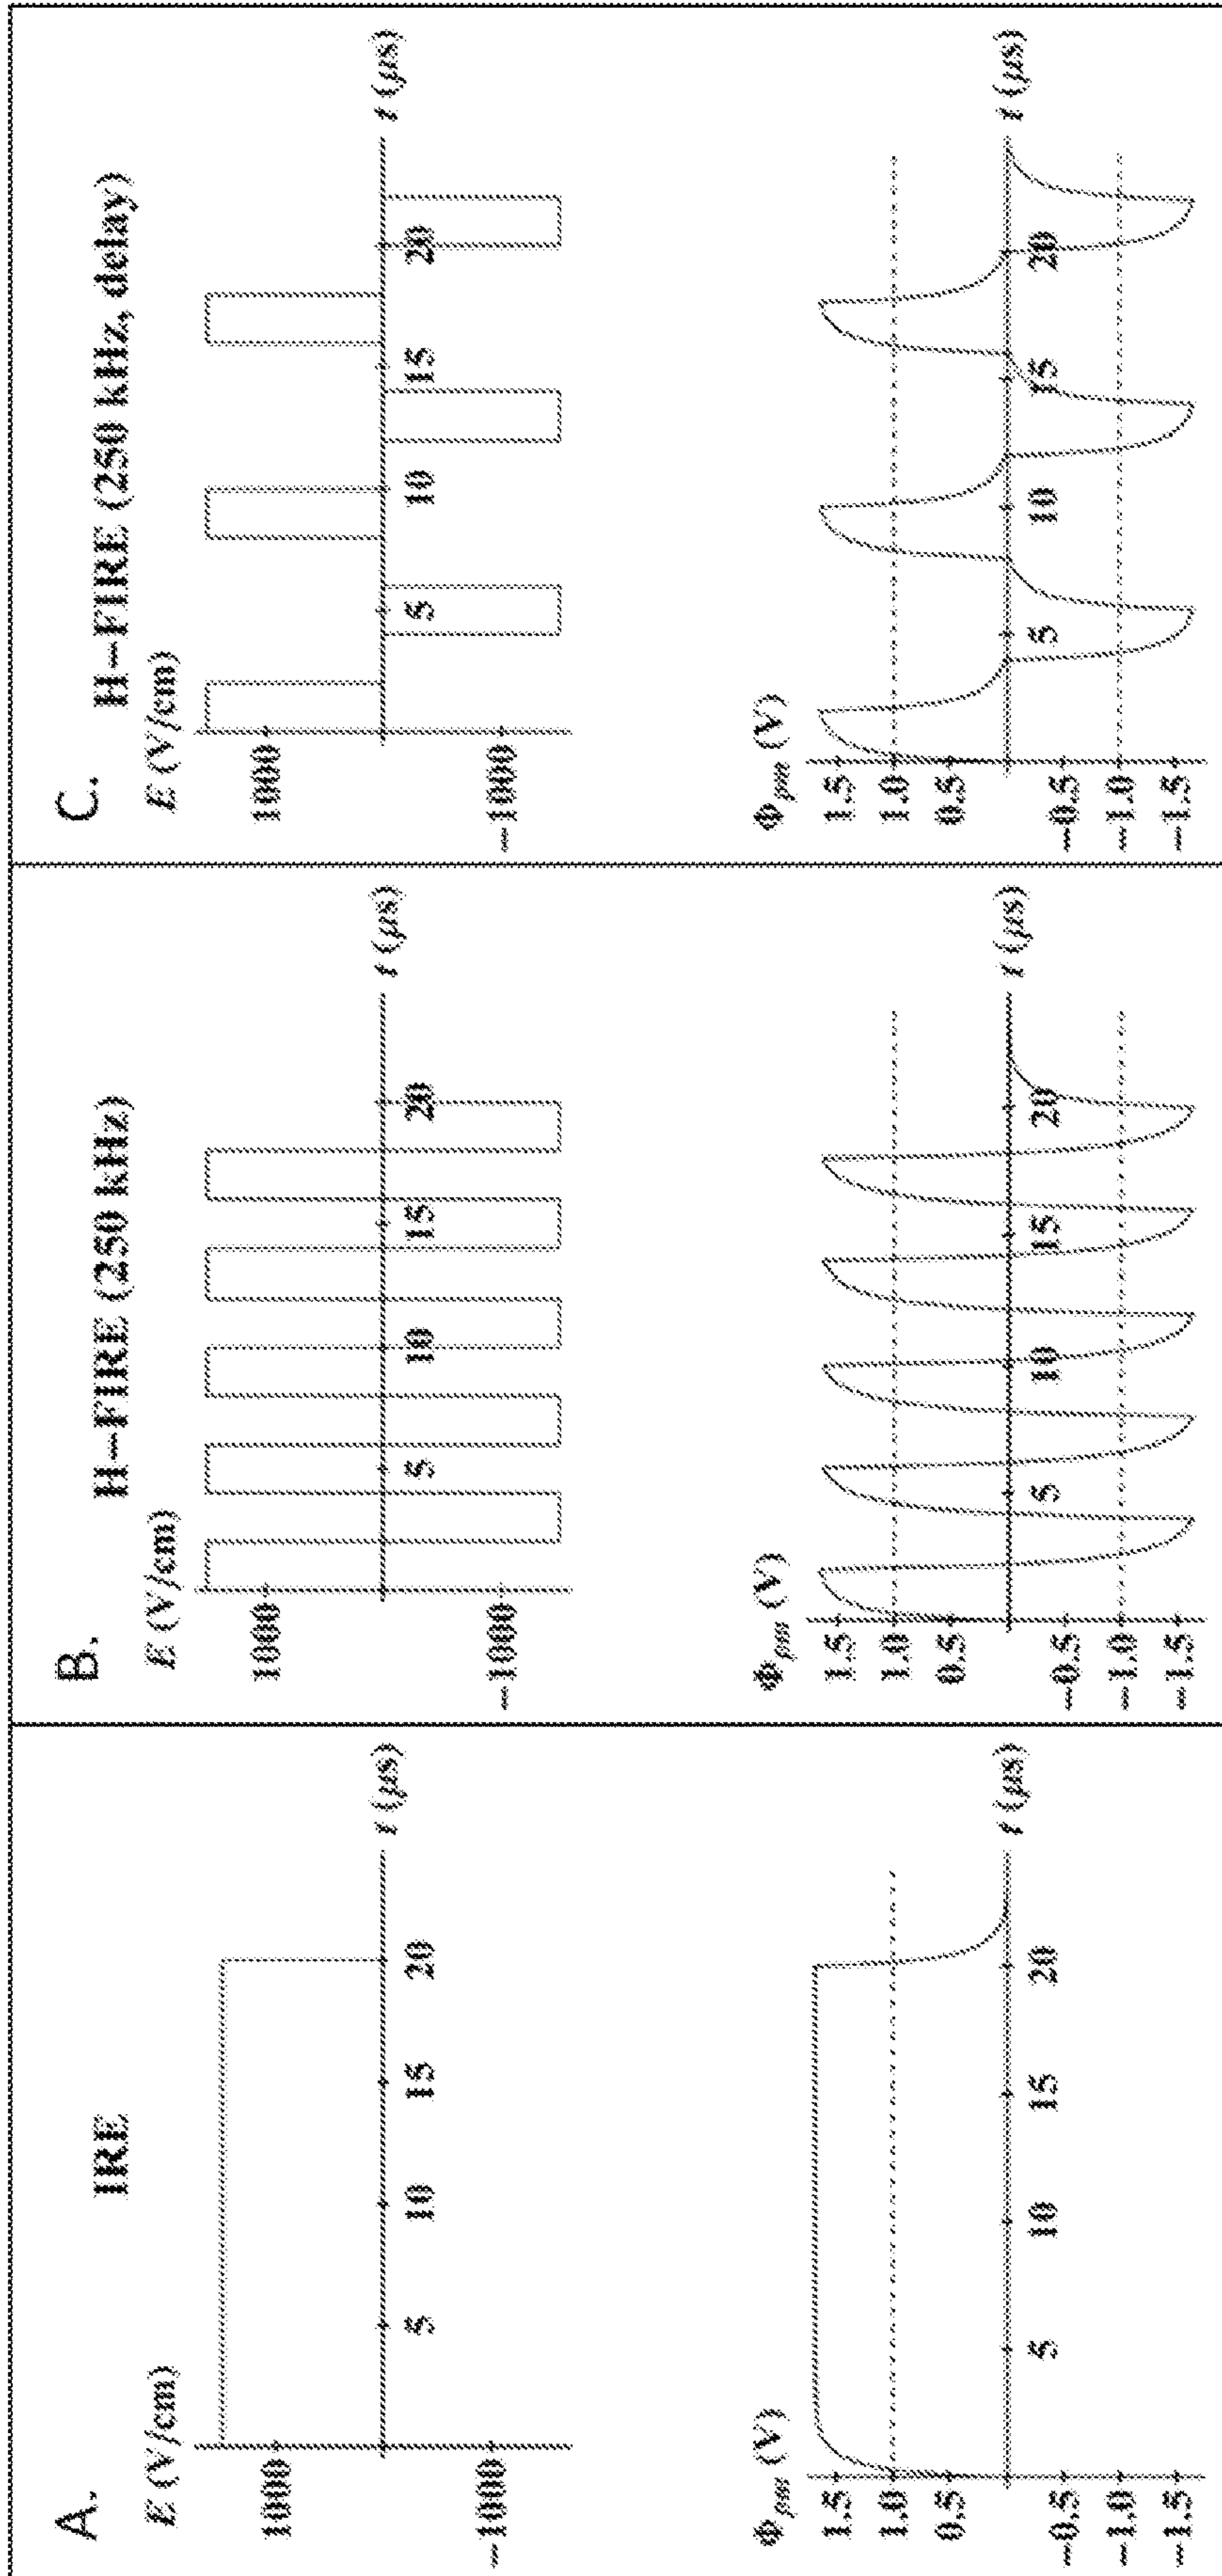 A.
IRE
E (V/cm)
1000
−1000
5
10
15
20
t (μs)
Φpm (V)
1.5
1.0
0.5
−0.5
−1.0
−1.5
5
10
15
20
t (μs)
B.
H−FIRE (250 kHz)
E (V/cm)
1000
−1000
5
10
15
20
t (μs)
Φpm (V)
1.5
1.0
0.5
−0.5
−1.0
−1.5
5
10
15
20
t (μs)
C.
H−FIRE (250 kHz, delay)
E (V/cm)
1000
−1000
5
10
15
20
t (μs)
Φpm (V)
1.5
1.0
0.5
−0.5
−1.0
−1.5
5
10
15
20
t (μs)